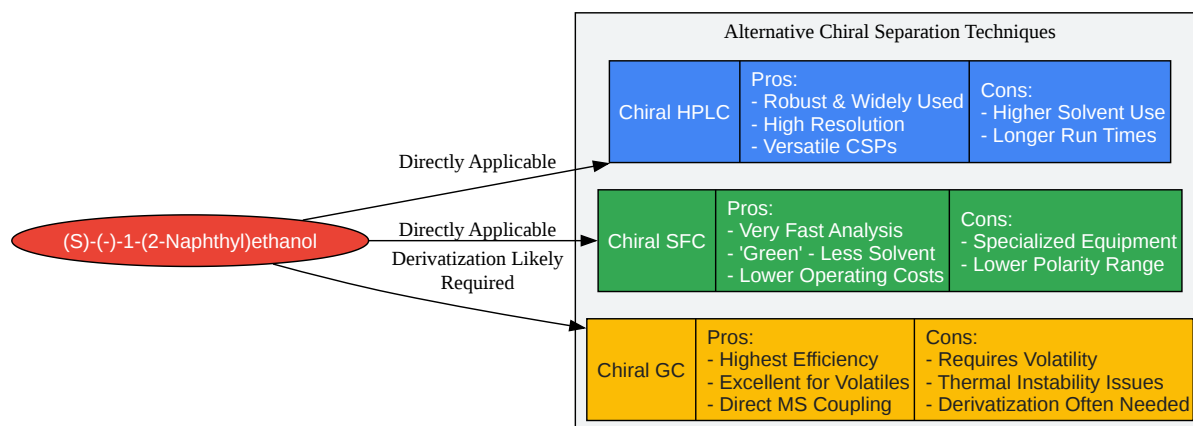 Alternative Chiral Separation Techniques
Chiral HPLC
Pros:
- Robust & Widely Used
- High Resolution
- Versatile CSPs
Cons:
- Higher Solvent Use
- Longer Run Times
Directly Applicable
(S)-(-)-1-(2-Naphthyl)ethanol
Directly Applicable
Chiral SFC
Pros:
- Very Fast Analysis
- 'Green' - Less Solvent
- Lower Operating Costs
Cons:
- Specialized Equipment
- Lower Polarity Range
Derivatization Likely
Required
Chiral GC
Pros:
- Highest Efficiency
- Excellent for Volatiles
- Direct MS Coupling
Cons:
- Requires Volatility
- Thermal Instability Issues
- Derivatization Often Needed